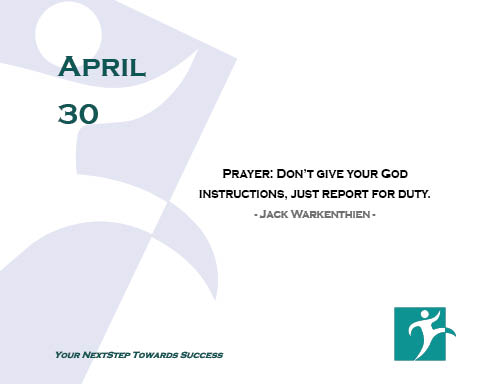 April
30
Prayer: Don't give your God
instructions, just report for duty.
- Jack Warkenthien -
Your NextStep Towards Success